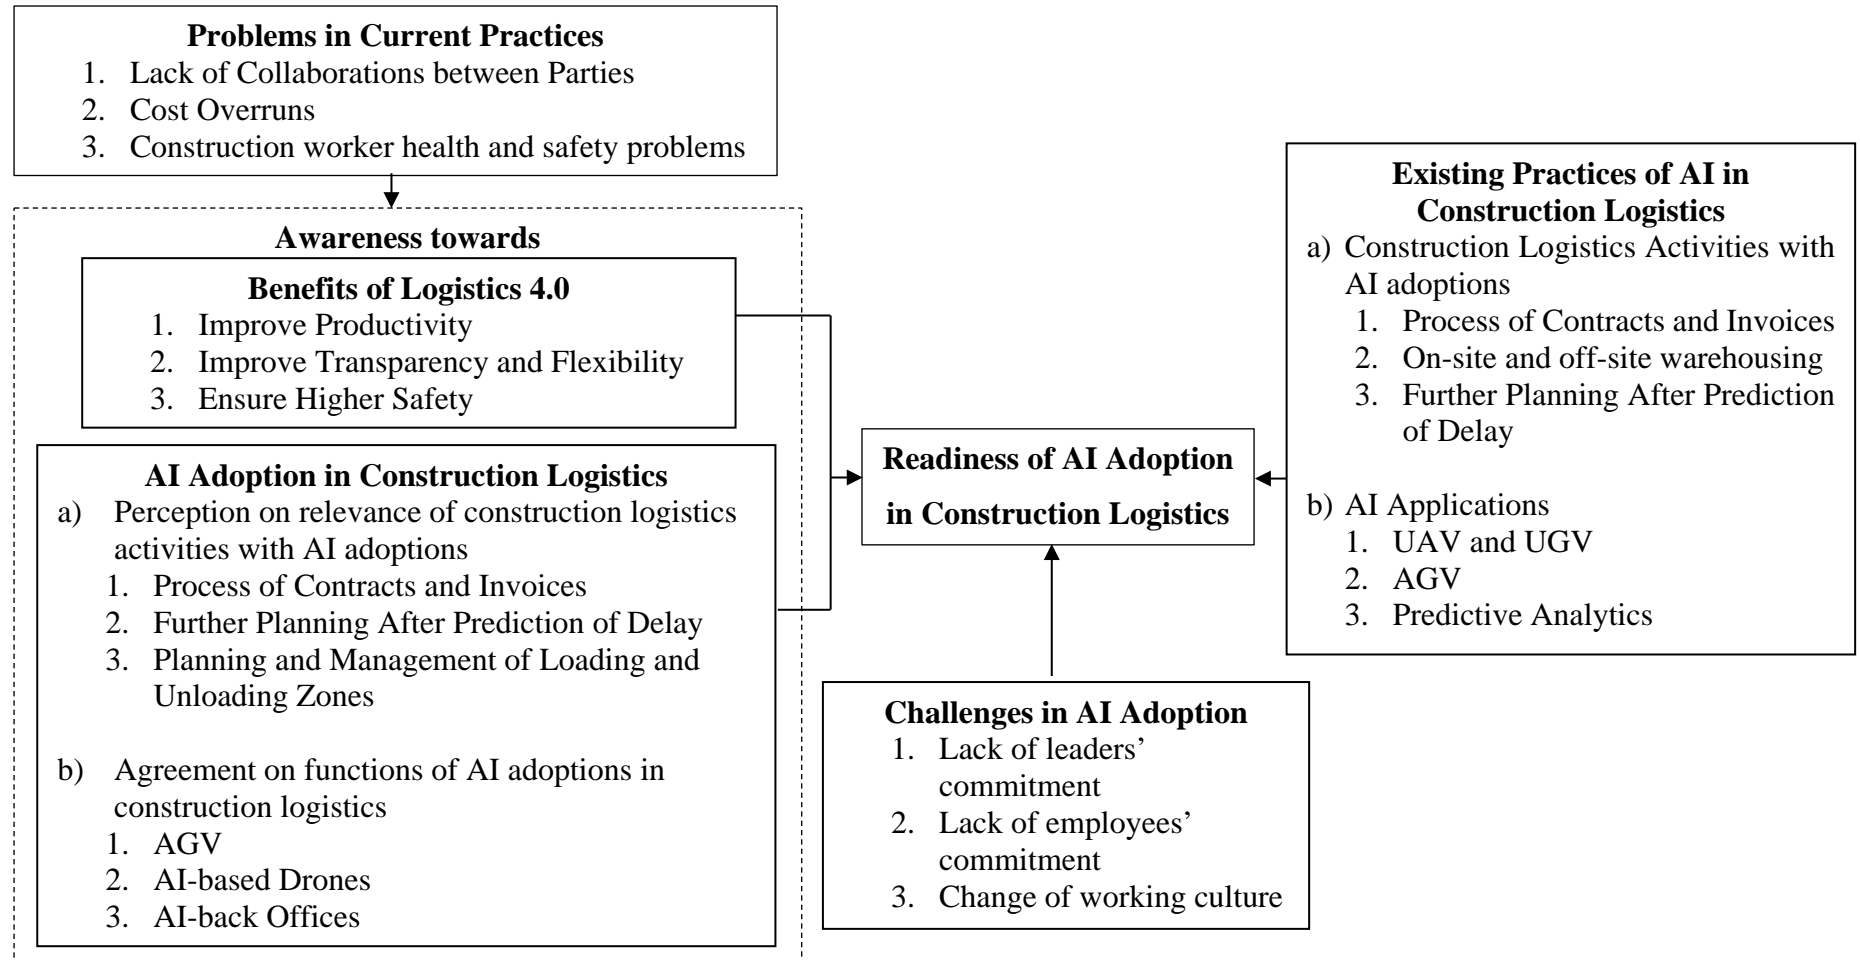 Problems in Current Practices
1. Lack of Collaborations between Parties
2. Cost Overruns
3. Construction worker health and safety problems
Awareness towards
Benefits of Logistics 4.0
1. Improve Productivity
2. Improve Transparency and Flexibility
3. Ensure Higher Safety
AI Adoption in Construction Logistics
a) Perception on relevance of construction logistics
activities with AI adoptions
1. Process of Contracts and Invoices
2. Further Planning After Prediction of Delay
3. Planning and Management of Loading and
Unloading Zones
b) Agreement on functions of AI adoptions in
construction logistics
1. AGV
2. AI-based Drones
3. AI-back Offices
Readiness of AI Adoption
in Construction Logistics
Challenges in AI Adoption
1. Lack of leaders’
commitment
2. Lack of employees’
commitment
3. Change of working culture
Existing Practices of AI in
Construction Logistics
a) Construction Logistics Activities with
AI adoptions
1. Process of Contracts and Invoices
2. On-site and off-site warehousing
3. Further Planning After Prediction
of Delay
b) AI Applications
1. UAV and UGV
2. AGV
3. Predictive Analytics